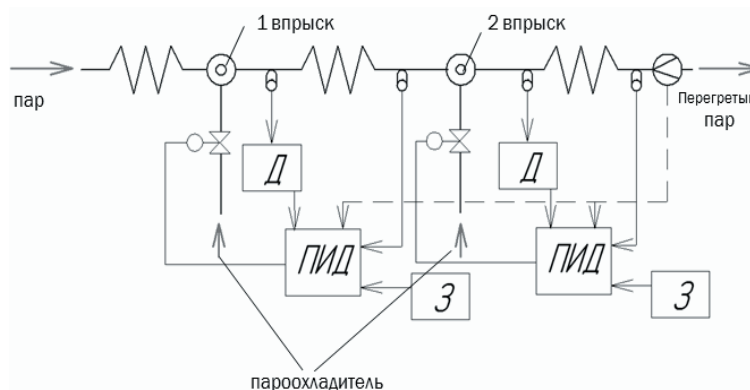 1 впрыск
2 впрыск
пар
Перегретый
пар
Д
Д
ПИД
ПИД
З
З
пароохладитель